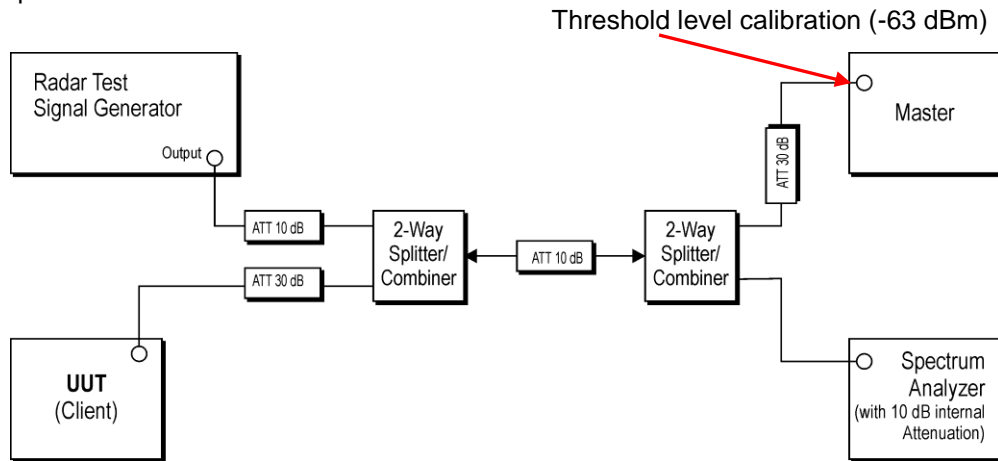 Threshold level calibration (-63 dBm)
Radar Test
Signal Generator
Output
Master
ATT 30 dB
ATT 10 dB
2-Way
Splitter/
Combiner
ATT 10 dB
2-Way
Splitter/
Combiner
ATT 30 dB
UUT
(Client)
Spectrum
Analyzer
(with 10 dB internal
Attenuation)